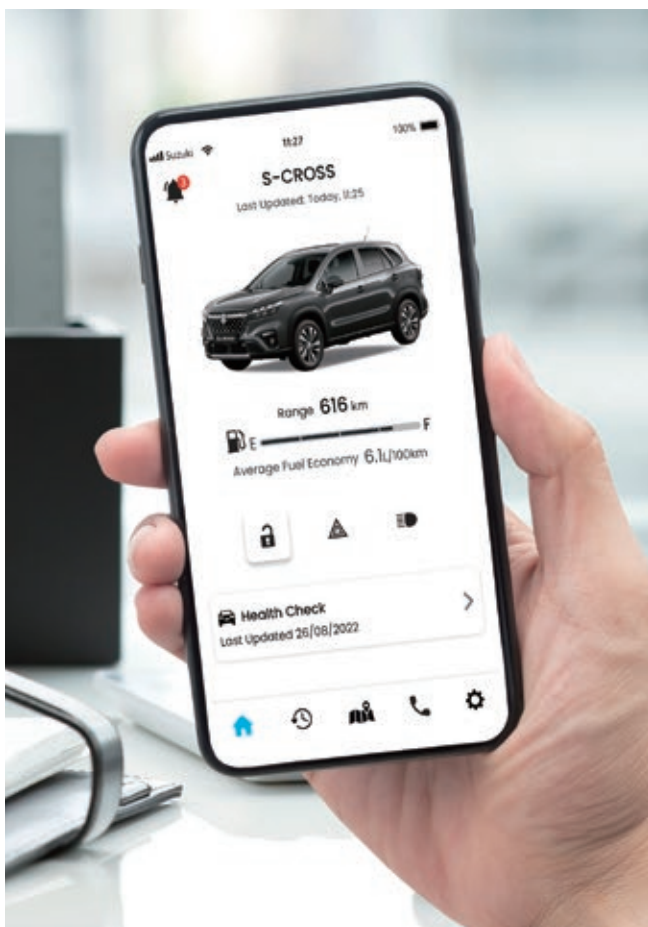 Suzuki 11:27 100%
3
S-CROSS
Last Updated: Today, 11:25
Range 616 km
E F
Average Fuel Economy 6.1L/100km
Health Check
Last Updated 26/08/2022